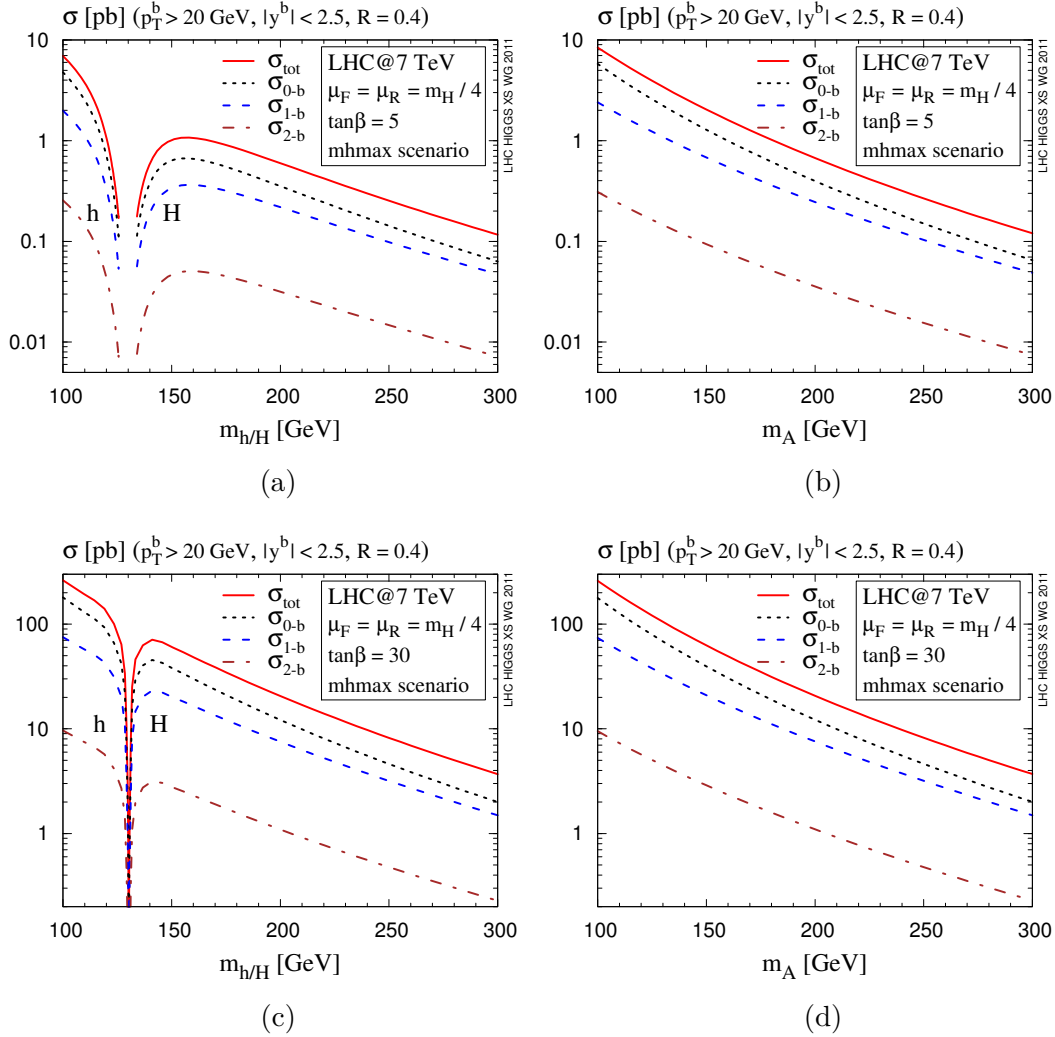 σ [pb] (p_T^b > 20 GeV, |y^b| < 2.5, R = 0.4)
10
1
0.1
0.01
σ_tot
σ_0-b
σ_1-b
σ_2-b
LHC@7 TeV
μ_F = μ_R = m_H / 4
tanβ = 5
mhmax scenario
LHC HIGGS XS WG 2011
h
H
100 150 200 250 300
m_h/H [GeV]
(a)
σ [pb] (p_T^b > 20 GeV, |y^b| < 2.5, R = 0.4)
10
1
0.1
0.01
σ_tot
σ_0-b
σ_1-b
σ_2-b
LHC@7 TeV
μ_F = μ_R = m_H / 4
tanβ = 5
mhmax scenario
LHC HIGGS XS WG 2011
100 150 200 250 300
m_A [GeV]
(b)
σ [pb] (p_T^b > 20 GeV, |y^b| < 2.5, R = 0.4)
100
10
1
σ_tot
σ_0-b
σ_1-b
σ_2-b
LHC@7 TeV
μ_F = μ_R = m_H / 4
tanβ = 30
mhmax scenario
LHC HIGGS XS WG 2011
h
H
100 150 200 250 300
m_h/H [GeV]
(c)
σ [pb] (p_T^b > 20 GeV, |y^b| < 2.5, R = 0.4)
100
10
1
σ_tot
σ_0-b
σ_1-b
σ_2-b
LHC@7 TeV
μ_F = μ_R = m_H / 4
tanβ = 30
mhmax scenario
LHC HIGGS XS WG 2011
100 150 200 250 300
m_A [GeV]
(d)